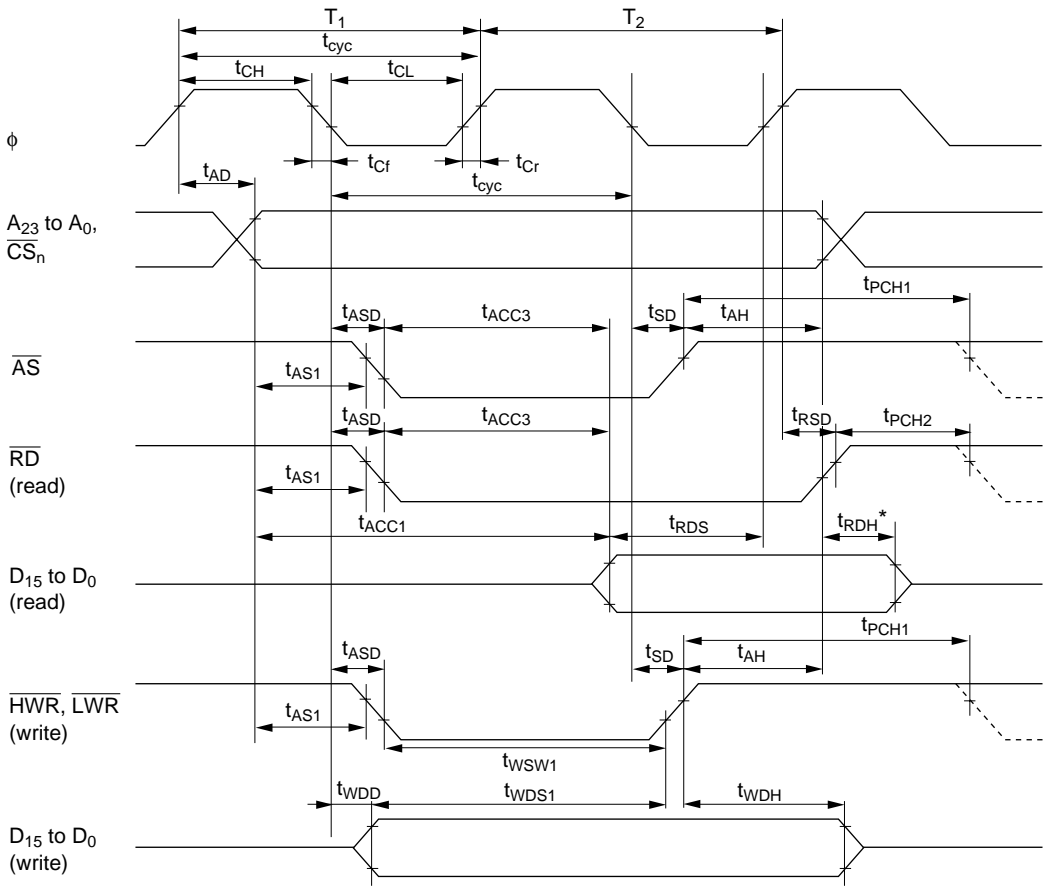 T1 T2
tcyc
tCH tCL
φ
tCf tCr
tAD
tcyc
A23 to A0,
CSn
tPCH1
tASD tACC3 tSD tAH
AS
tAS1
tASD tACC3 tRSD tPCH2
RD
(read)
tAS1
tACC1 tRDS tRDH*
D15 to D0
(read)
tPCH1
tASD tSD tAH
HWR, LWR
(write)
tAS1
tWSW1
tWDD tWDS1 tWDH
D15 to D0
(write)